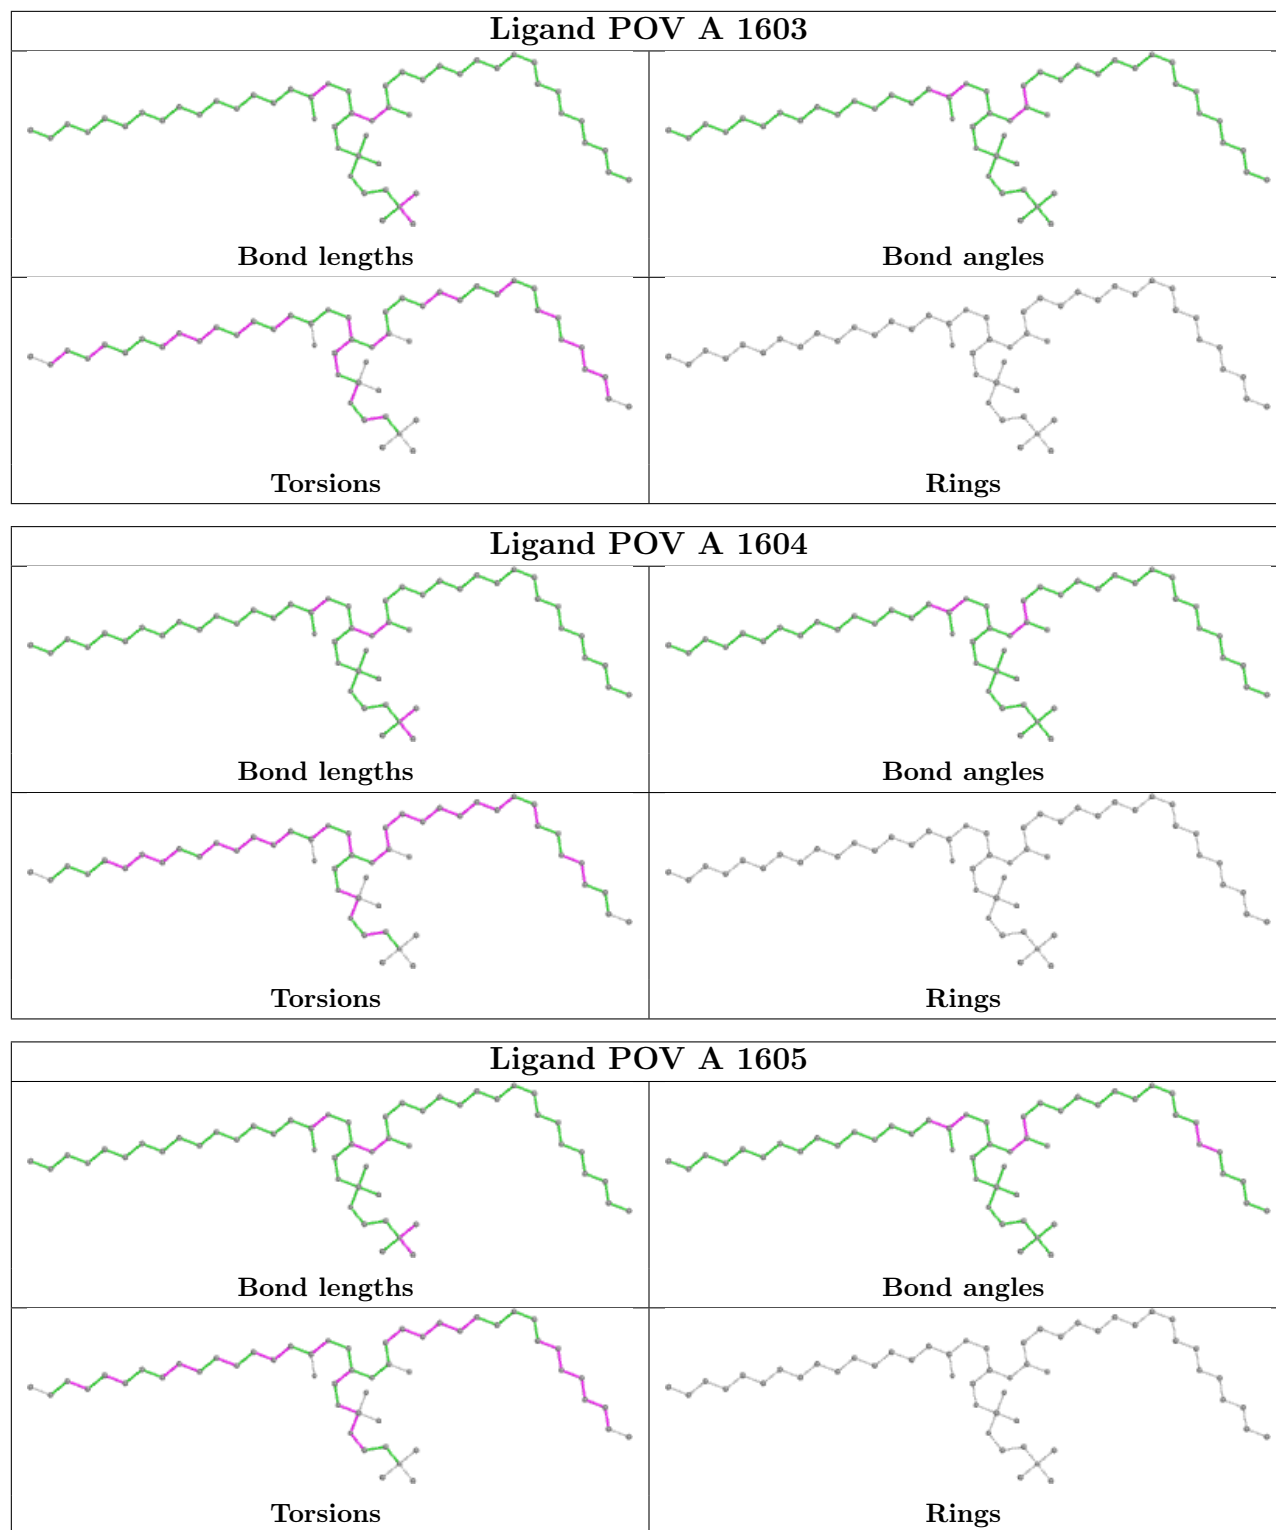 Ligand POV A 1603
Bond lengths
Bond angles
Torsions
Rings
Ligand POV A 1604
Bond lengths
Bond angles
Torsions
Rings
Ligand POV A 1605
Bond lengths
Bond angles
Torsions
Rings